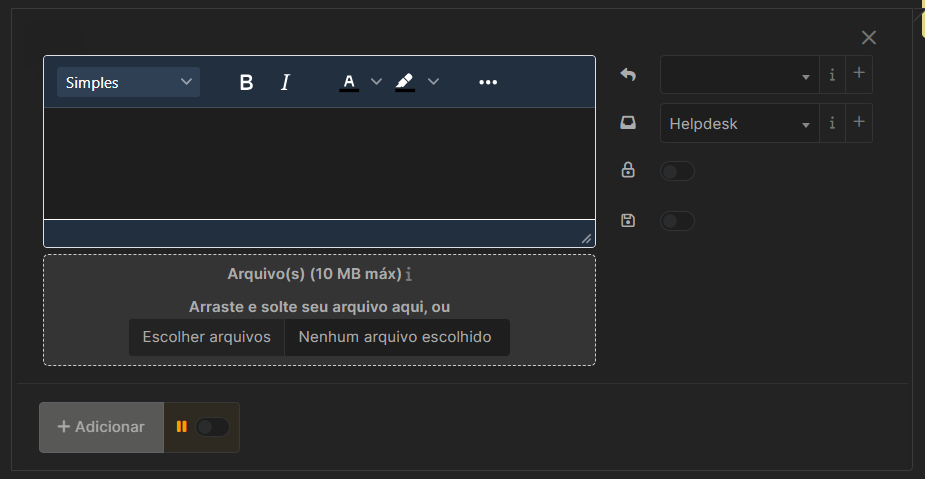 Simples
B I A
Helpdesk
Arquivo(s) (10 MB máx)
Arraste e solte seu arquivo aqui, ou
Escolher arquivos Nenhum arquivo escolhido
+ Adicionar